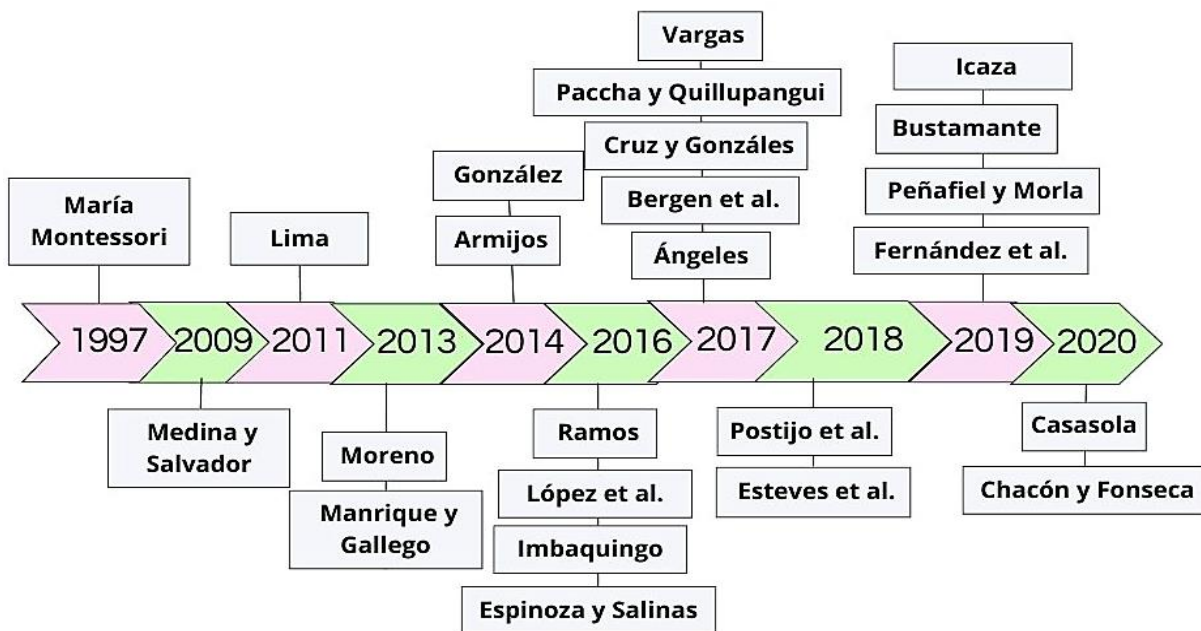 Vargas
Paccha y Quillupangui
Cruz y Gonzáles
Bergen et al.
Ángeles
Icaza
Bustamante
Peñafiel y Morla
Fernández et al.
González
Armijos
María
Montessori
Lima
1997
2009
2011
2013
2014
2016
2017
2018
2019
2020
Medina y
Salvador
Moreno
Manrique y
Gallego
Ramos
López et al.
Imbaquingo
Espinoza y Salinas
Postijo et al.
Esteves et al.
Casasola
Chacón y Fonseca